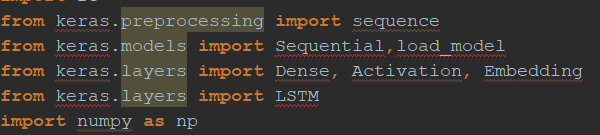 from keras.preprocessing import sequence
from keras.models import Sequential,load_model
from keras.layers import Dense, Activation, Embedding
from keras.layers import LSTM
import numpy as np